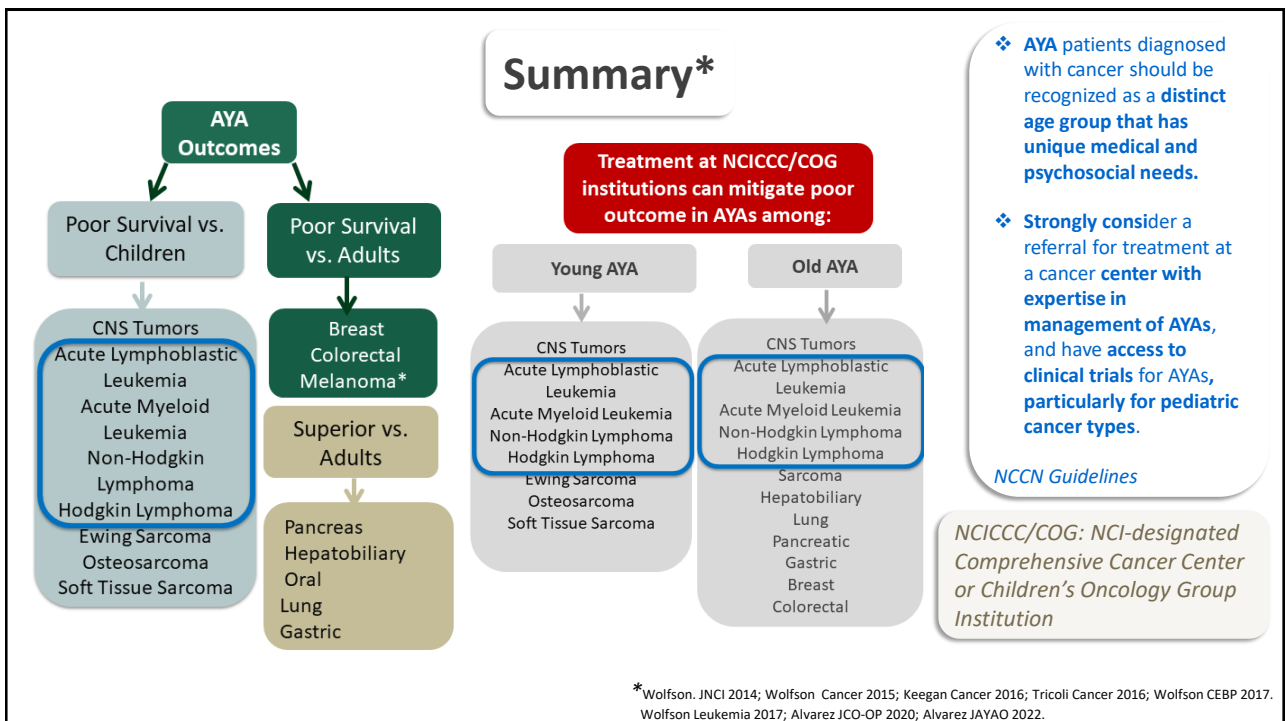 Summary*
AYA
Outcomes
Poor Survival vs.
Children
CNS Tumors
Acute Lymphoblastic
Leukemia
Acute Myeloid
Leukemia
Non-Hodgkin
Lymphoma
Hodgkin Lymphoma
Ewing Sarcoma
Osteosarcoma
Soft Tissue Sarcoma
Poor Survival
vs. Adults
Breast
Colorectal
Melanoma*
Superior vs.
Adults
Pancreas
Hepatobiliary
Oral
Lung
Gastric
Treatment at NCICCC/COG
institutions can mitigate poor
outcome in AYAs among:
Young AYA
CNS Tumors
Acute Lymphoblastic
Leukemia
Acute Myeloid Leukemia
Non-Hodgkin Lymphoma
Hodgkin Lymphoma
Ewing Sarcoma
Osteosarcoma
Soft Tissue Sarcoma
Old AYA
CNS Tumors
Acute Lymphoblastic
Leukemia
Acute Myeloid Leukemia
Non-Hodgkin Lymphoma
Hodgkin Lymphoma
Sarcoma
Hepatobiliary
Lung
Pancreatic
Gastric
Breast
Colorectal
❖ AYA patients diagnosed
with cancer should be
recognized as a distinct
age group that has
unique medical and
psychosocial needs.
❖ Strongly consider a
referral for treatment at
a cancer center with
expertise in
management of AYAs,
and have access to
clinical trials for AYAs,
particularly for pediatric
cancer types.
NCCN Guidelines
NCICCC/COG: NCI-designated
Comprehensive Cancer Center
or Children's Oncology Group
Institution
*Wolfson. JNCI 2014; Wolfson Cancer 2015; Keegan Cancer 2016; Tricoli Cancer 2016; Wolfson CEBP 2017.
Wolfson Leukemia 2017; Alvarez JCO-OP 2020; Alvarez JAYAO 2022.